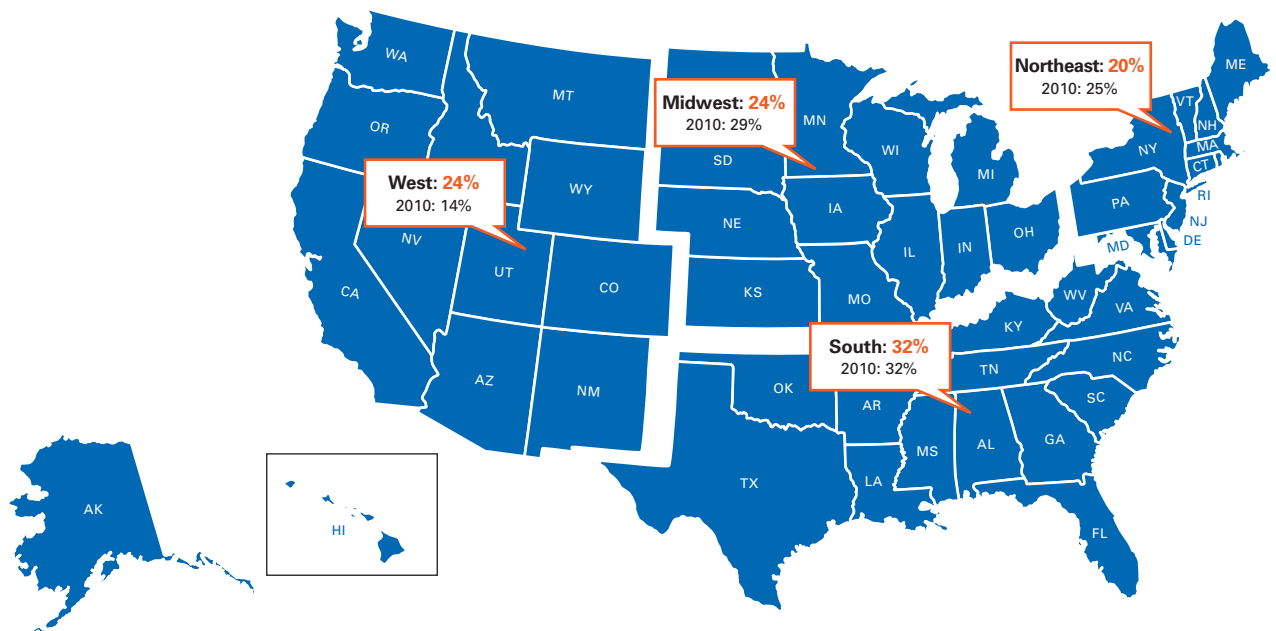 WA
OR
MT
WY
West: 24%
2010: 14%
NV
CA
UT
CO
AZ
NM
AK
HI
Midwest: 24%
2010: 29%
MN
SD
NE
KS
IA
MO
WI
IL
MI
IN
OH
Northeast: 20%
2010: 25%
ME
VT
NH
MA
NY
CT
RI
PA
NJ
DE
MD
WV
VA
KY
South: 32%
2010: 32%
TN
NC
OK
AR
SC
MS
AL
GA
TX
LA
FL